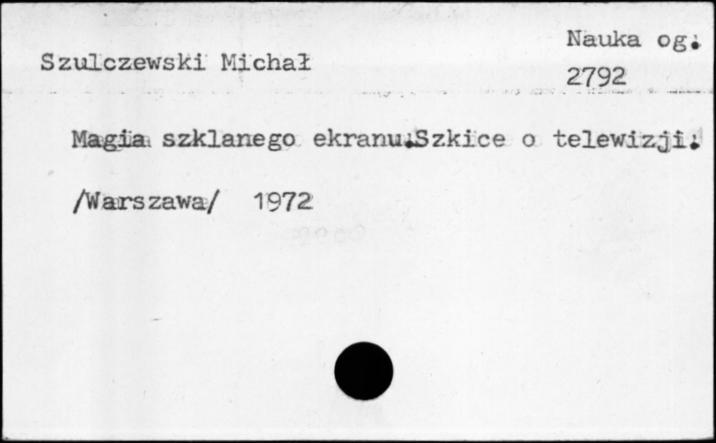 Nauka og.
Szulczewski Michał
2792
Magia szklanego ekranu.Szkice o telewizji.
/Warszawa/ 1972